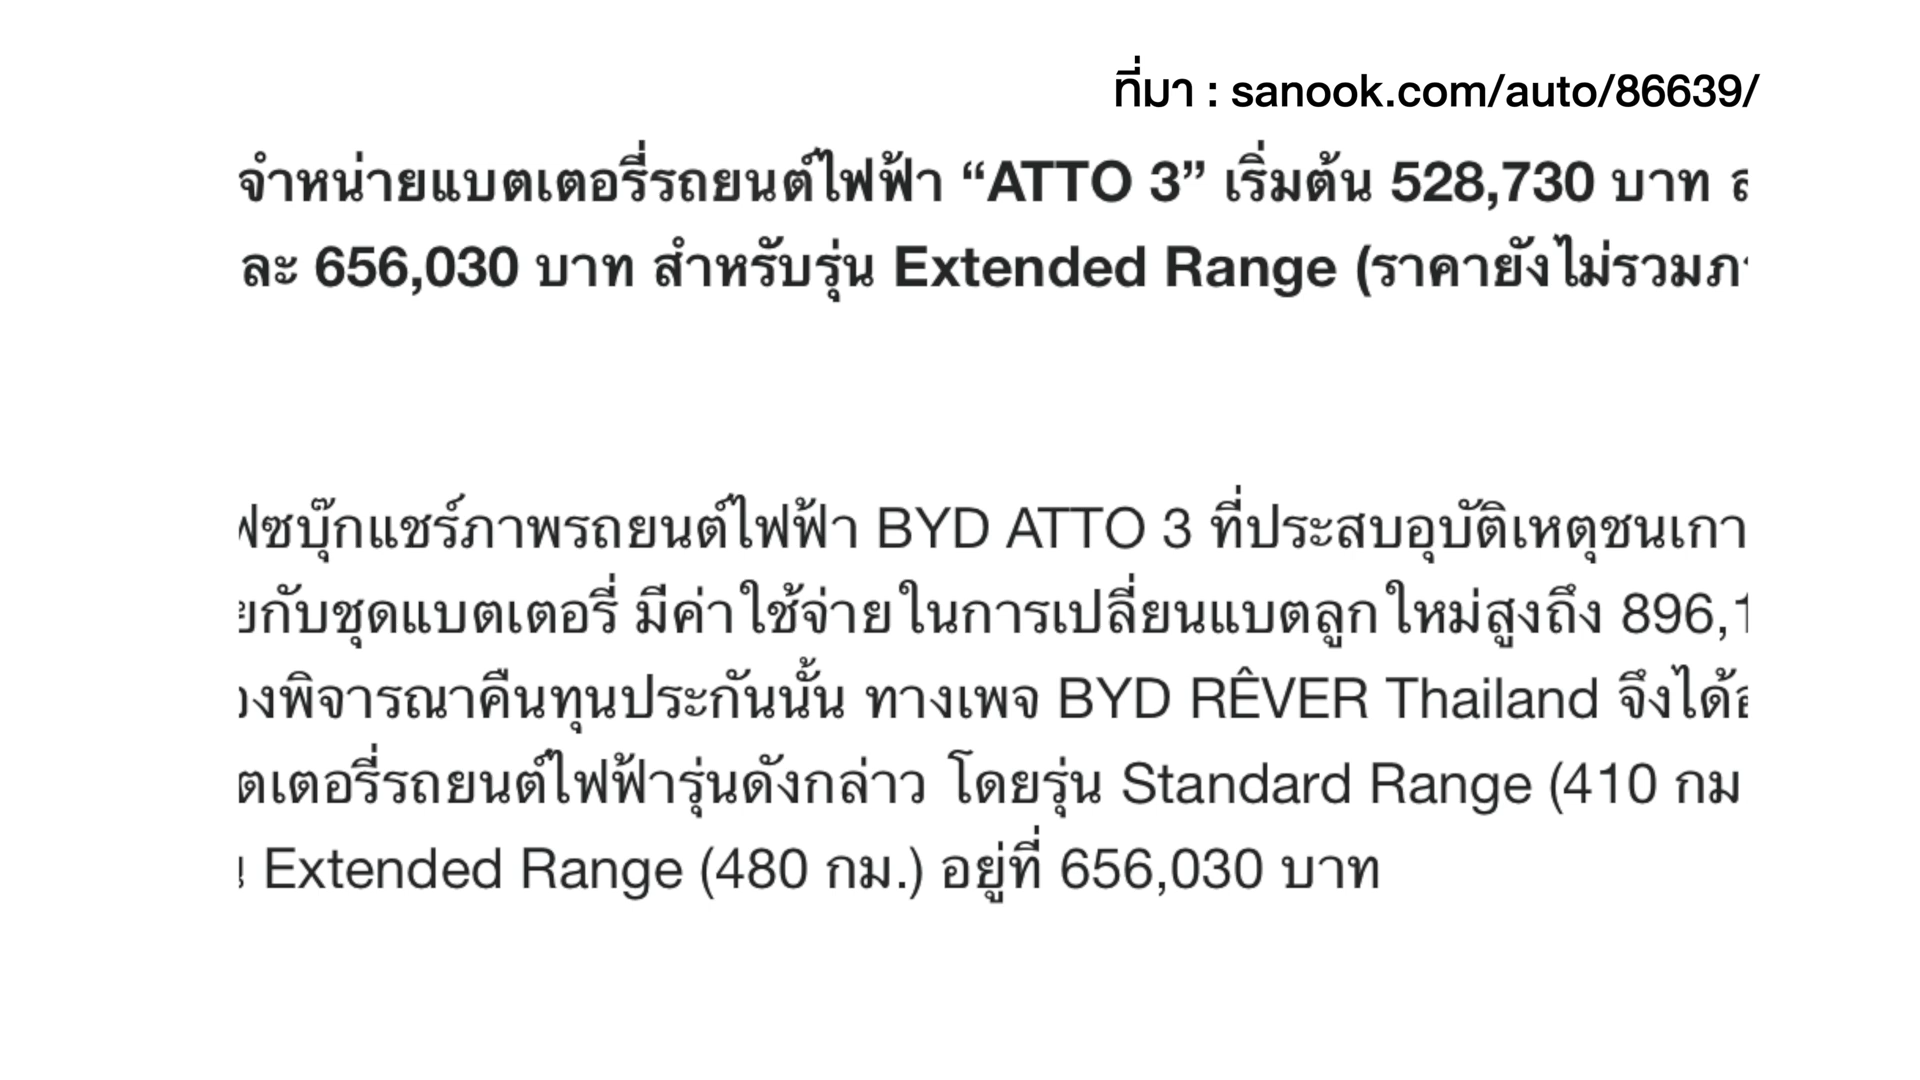 ที่มา : sanook.com/auto/86639/
จำหน่ายแบตเตอรี่รถยนต์ไฟฟ้า “ATTO 3” เริ่มต้น 528,730 บาท
ละ 656,030 บาท สำหรับรุ่น Extended Range (ราคายังไม่รวม
ฟซบุ๊กแชร์ภาพรถยนต์ไฟฟ้า BYD ATTO 3 ที่ประสบอุบัติเหตุชนเกา
ยกับชุดแบตเตอรี่ มีค่าใช้จ่ายในการเปลี่ยนแบตลูกใหม่สูงถึง 896,1
องพิจารณาคืนทุนประกันนั้น ทางเพจ BYD RÊVER Thailand จึงได้
ตเตอรี่รถยนต์ไฟฟ้ารุ่นดังกล่าว โดยรุ่น Standard Range (410 กม
Extended Range (480 กม.) อยู่ที่ 656,030 บาท